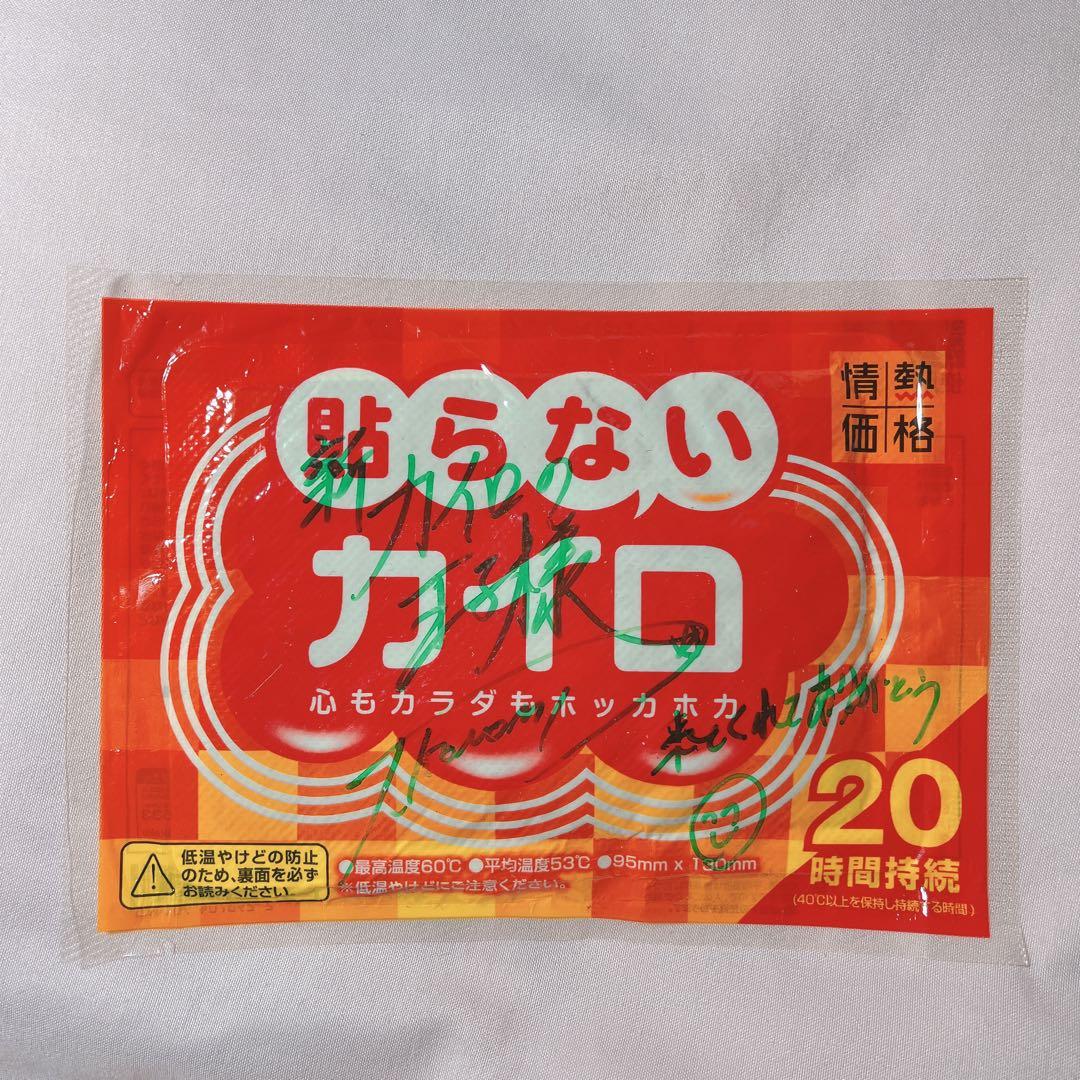 情熱
価格
貼らない
カイロ
心もカラダもホッカホカ
新カイロの
王子様
来てくれてありがとう
20
時間持続
(40℃以上を保持し持続する時間)
低温やけどの防止
のため、裏面を必ず
お読みください。
●最高温度60℃ ●平均温度53℃ ●95mm x 130mm
※低温やけどにご注意ください。